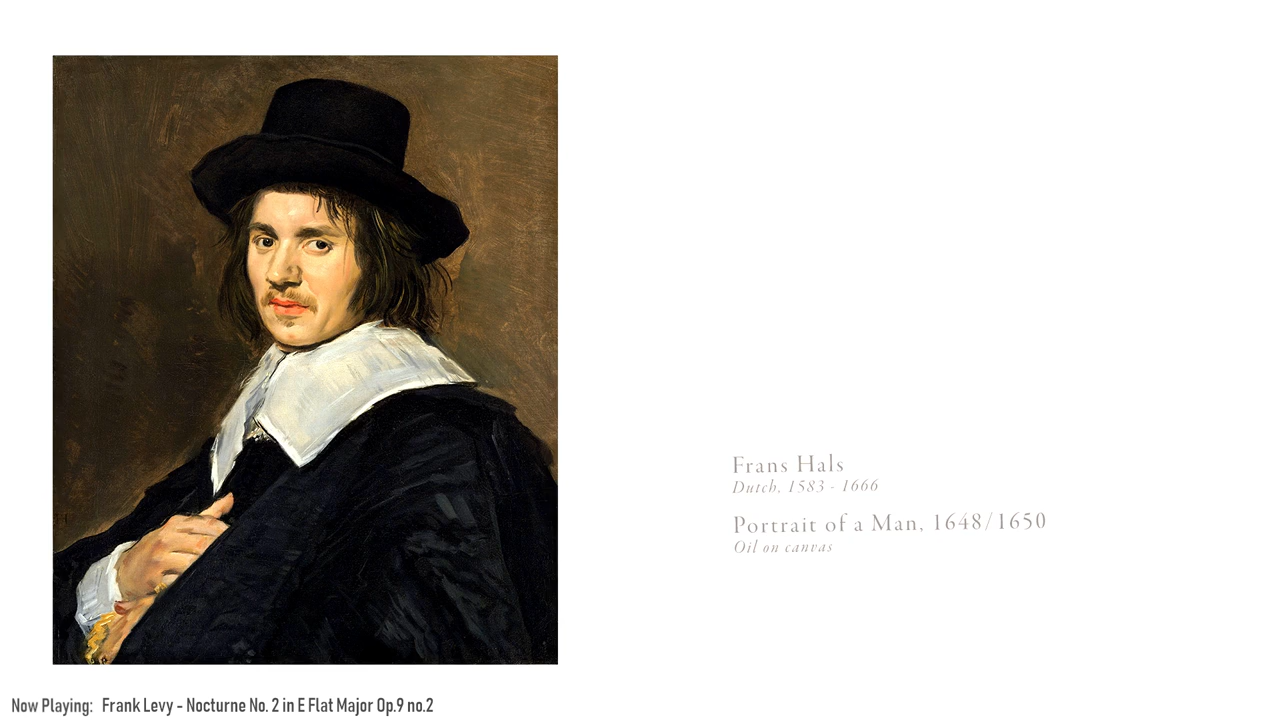 Frans Hals
Dutch, 1583 - 1666
Portrait of a Man, 1648/1650
Oil on canvas
Now Playing: Frank Levy - Nocturne No. 2 in E Flat Major Op.9 no.2